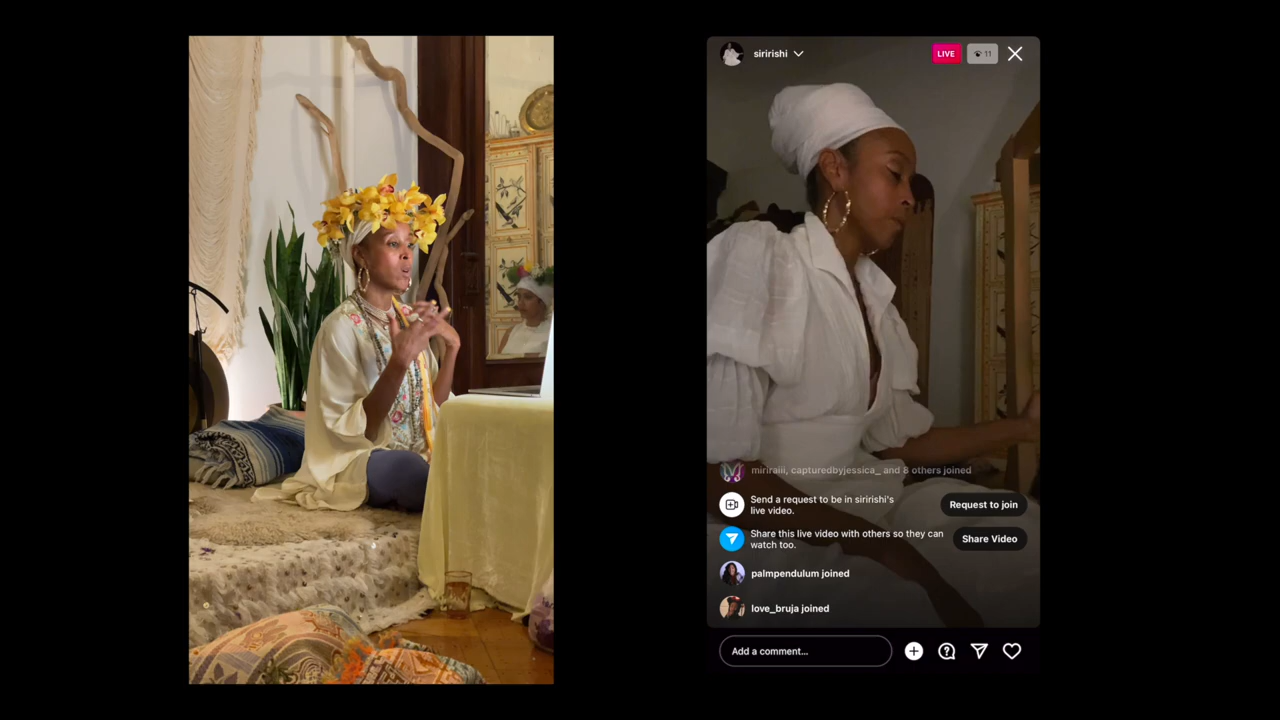 siririshi
LIVE
11
miriraiii, capturedbyjessica_ and 8 others joined
Send a request to be in siririshi's
live video.
Request to join
Share this live video with others so they can
watch too.
Share Video
palmpendulum joined
love_bruja joined
Add a comment...